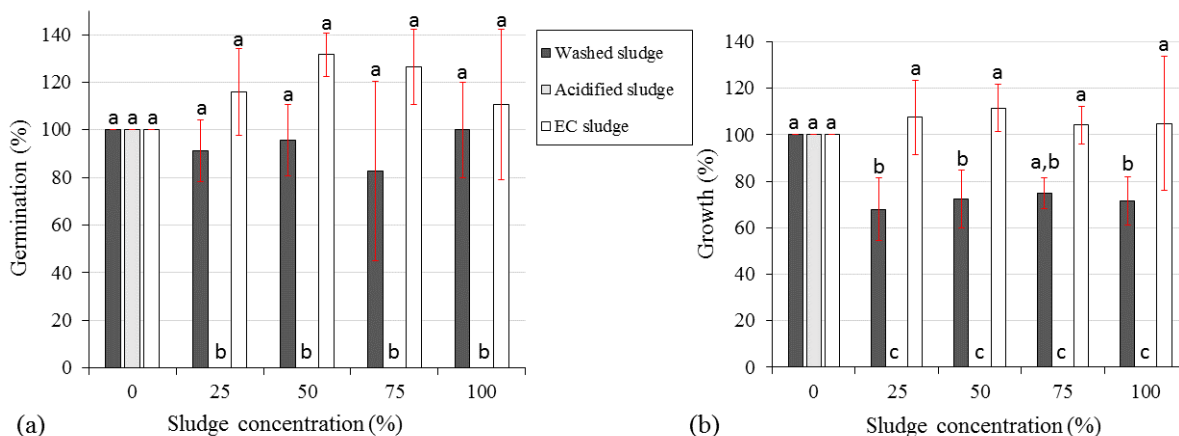 140
120
100
80
60
40
20
0
Germination (%)
a a a
a a
b
a a
b
a a
b
a a
b
0 25 50 75 100
Sludge concentration (%)
(a)
Washed sludge
Acidified sludge
EC sludge
140
120
100
80
60
40
20
0
Growth (%)
a a a
b a
c
b a
c
a,b a
c
b a
c
0 25 50 75 100
Sludge concentration (%)
(b)